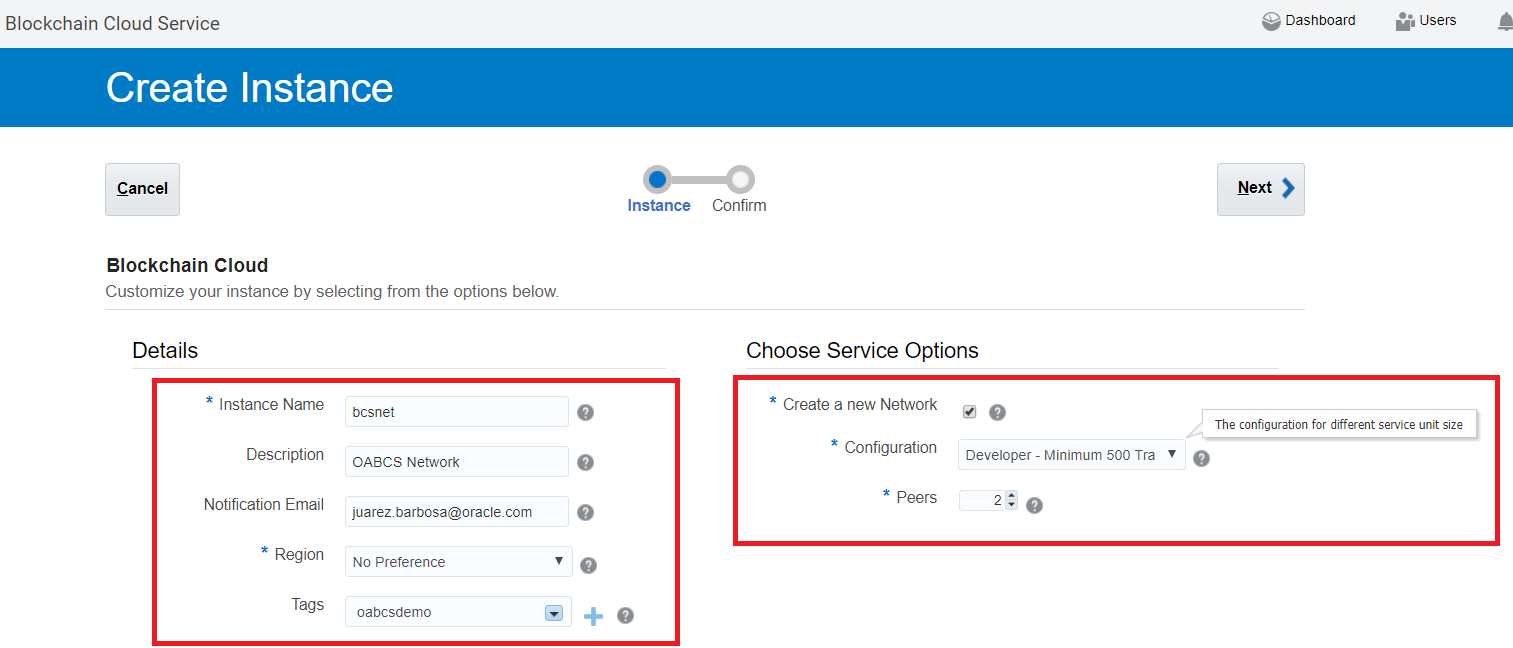 Blockchain Cloud Service
Dashboard
Users
Create Instance
Cancel
Instance
Confirm
Next
Blockchain Cloud
Customize your instance by selecting from the options below.
Details
* Instance Name
bcsnet
?
Description
OABCS Network
?
Notification Email
juarez.barbosa@oracle.com
?
* Region
No Preference
?
Tags
oabcsdemo
?
Choose Service Options
* Create a new Network
?
The configuration for different service unit size
* Configuration
Developer - Minimum 500 Tra
?
* Peers
2
?